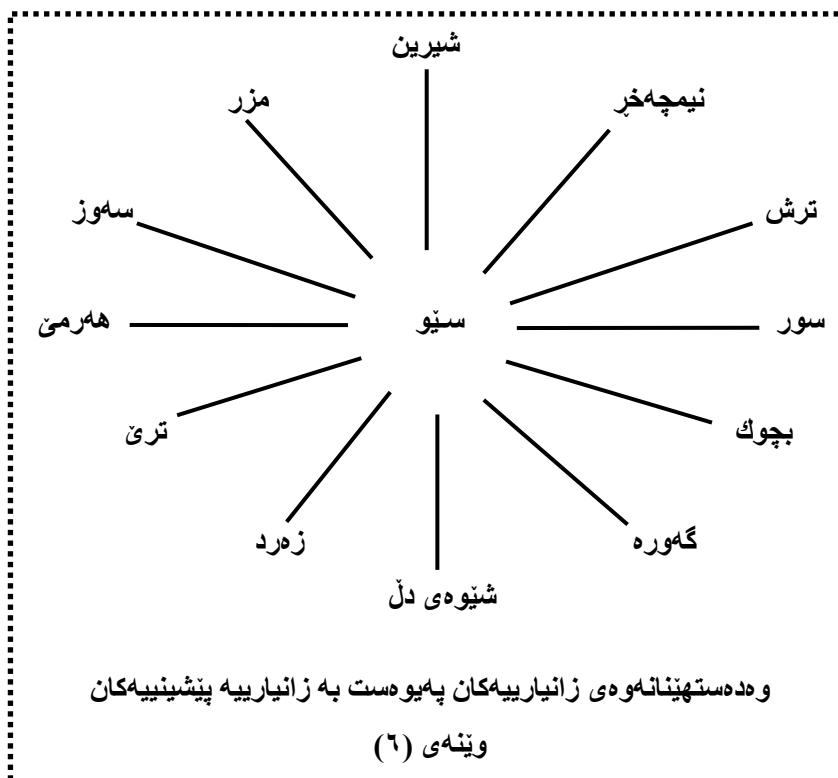 شیرین
نیمچەخڕ
مزر
ترش
سەوز
سور
سێو
هەرمێ
بچوك
ترێ
گەورە
زەرد
شێوەی دڵ
وەدەستهێنانەوەی زانیارییەکان پەیوەست بە زانیارییە پێشینییەکان
وێنەی (٦)